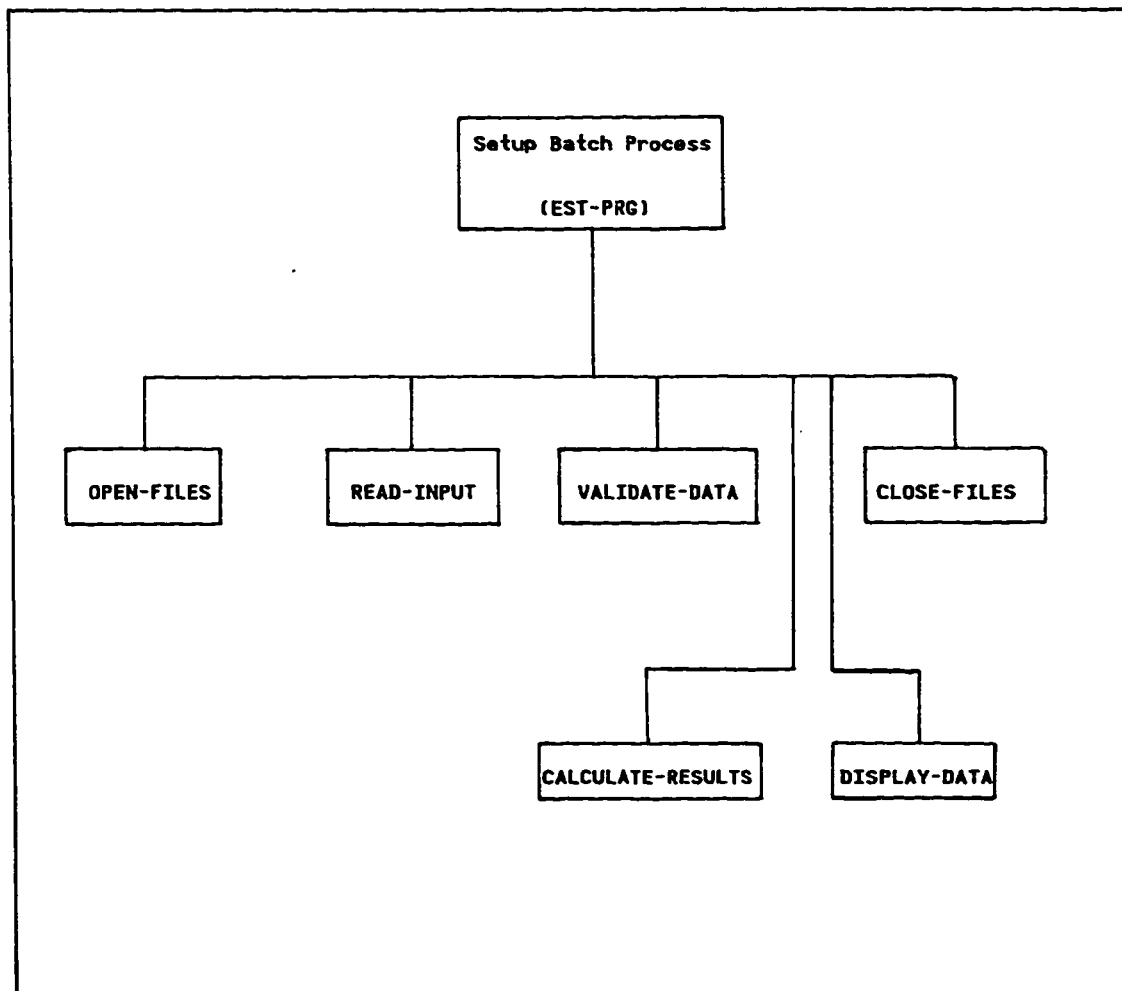 Setup Batch Process
(EST-PRG)
OPEN-FILES
READ-INPUT
VALIDATE-DATA
CLOSE-FILES
CALCULATE-RESULTS
DISPLAY-DATA